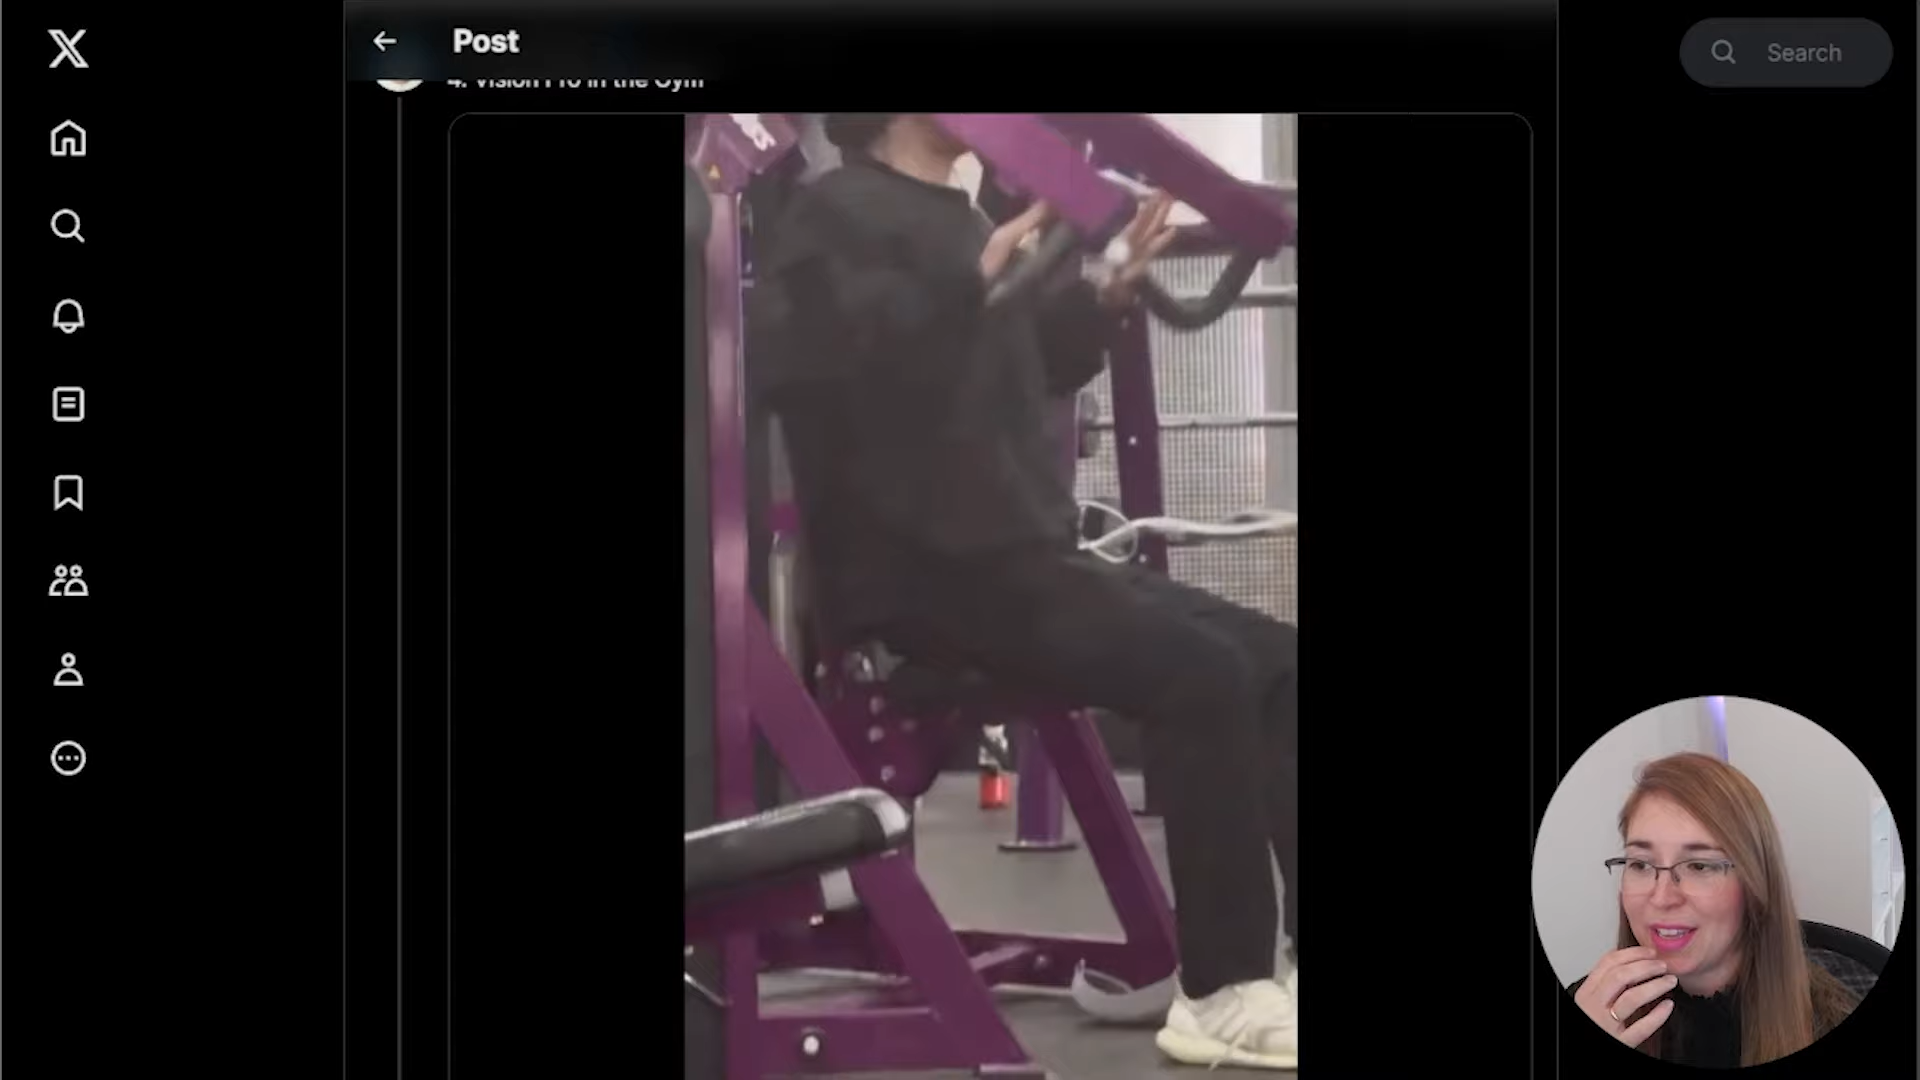 Post
Search
4. Vision Pro in the Gym